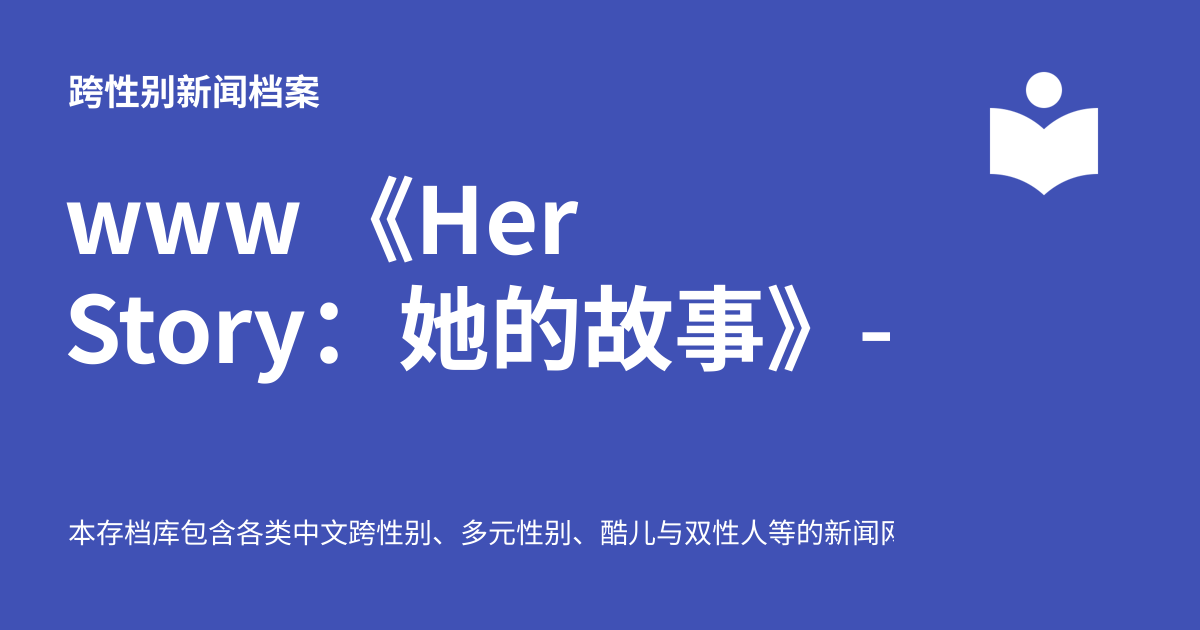 跨性别新闻档案
www 《Her
Story：她的故事》-
本存档库包含各类中文跨性别、多元性别、酷儿与双性人等的新闻